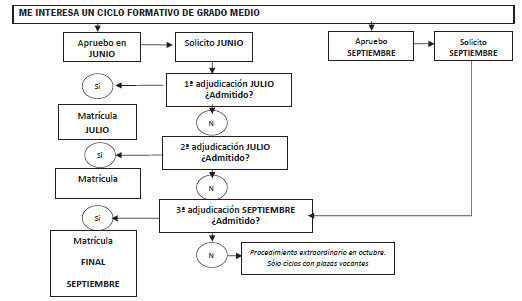 ME INTERESA UN CICLO FORMATIVO DE GRADO MEDIO
Apruebo en
JUNIO
Solicito JUNIO
Apruebo
SEPTIEMBRE
Solicito
SEPTIEMBRE
Si
1ª adjudicación JULIO
¿Admitido?
Matrícula
JULIO
N
Si
2ª adjudicación JULIO
¿Admitido?
Matrícula
N
Si
3ª adjudicación SEPTIEMBRE
¿Admitido?
Matrícula
FINAL
SEPTIEMBRE
N
Procedimiento extraordinario en octubre.
Sólo ciclos con plazas vacantes